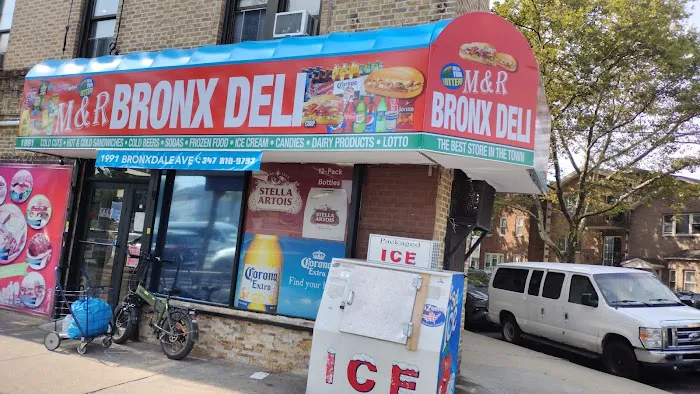 M&R BRONX DELI
1991 COLD CUTS • HOT & COLD SANDWICHES • COLD BEERS • SODAS • FROZEN FOOD • ICE CREAM • CANDIES • DAIRY PRODUCTS • LOTTO
M&R
BRONX DELI
THE BEST STORE IN THE TOWN
1991 BRONXDALE AVE
STELLA
ARTOIS
12-Pack
Bottles
STELLA
ARTOIS
Corona
Extra
Corona
Find your
Packaged
ICE
ICE